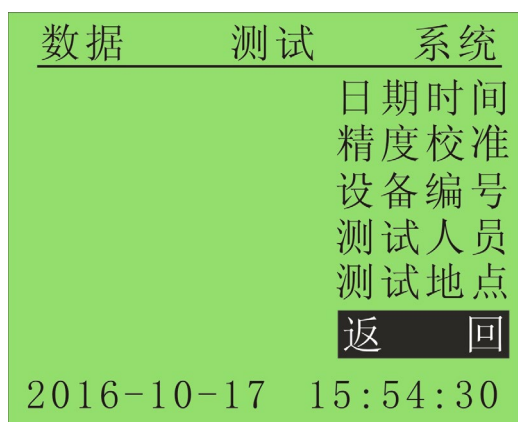 数据 测试 系统
日期时间
精度校准
设备编号
测试人员
测试地点
返 回
2016-10-17 15:54:30